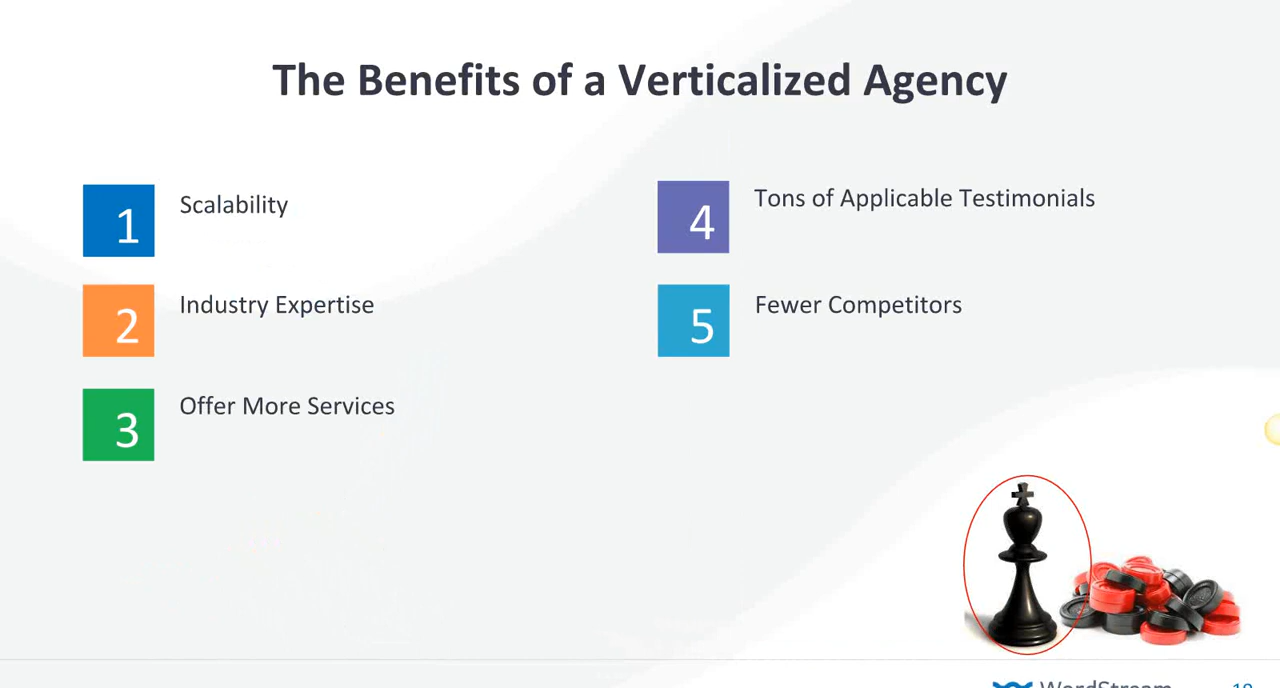 The Benefits of a Verticalized Agency
1
Scalability
2
Industry Expertise
3
Offer More Services
4
Tons of Applicable Testimonials
5
Fewer Competitors
WordStream